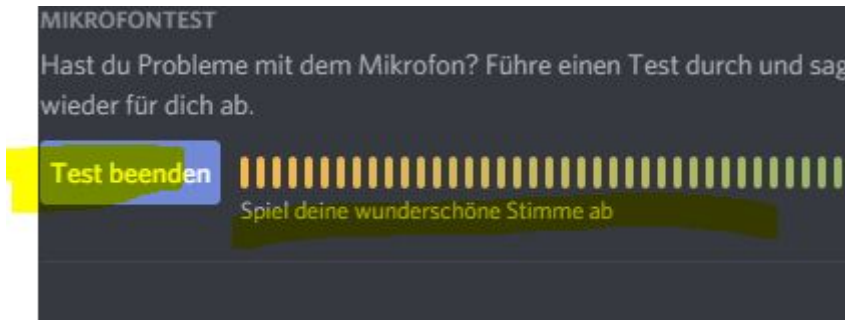 MIKROFONTEST
Hast du Probleme mit dem Mikrofon? Führe einen Test durch und sag
wieder für dich ab.
Test beenden
Spiel deine wunderschöne Stimme ab